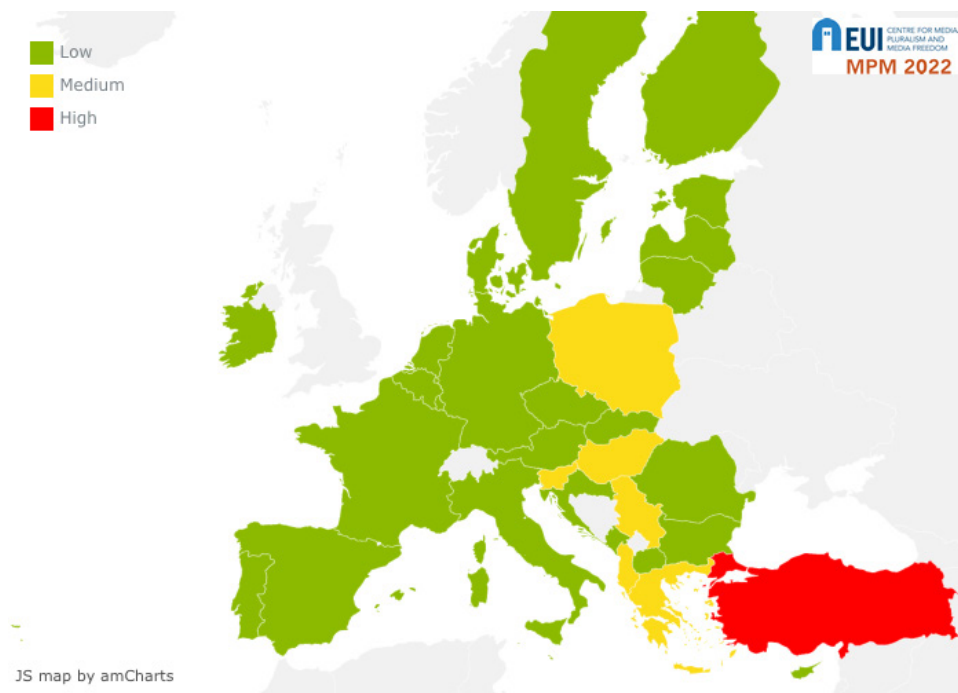 Low
Medium
High
EUI
CENTRE FOR MEDIA
PLURALISM AND
MEDIA FREEDOM
MPM 2022
JS map by amCharts